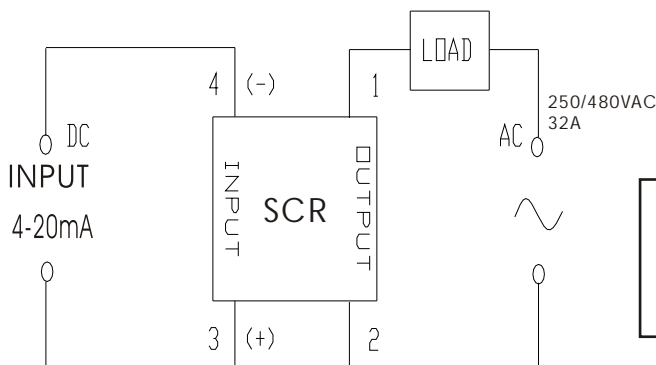 LOAD
4 (-)
1
250/480VAC
32A
DC
AC
INPUT
4-20mA
INPUT
SCR
OUTPUT
3 (+)
2